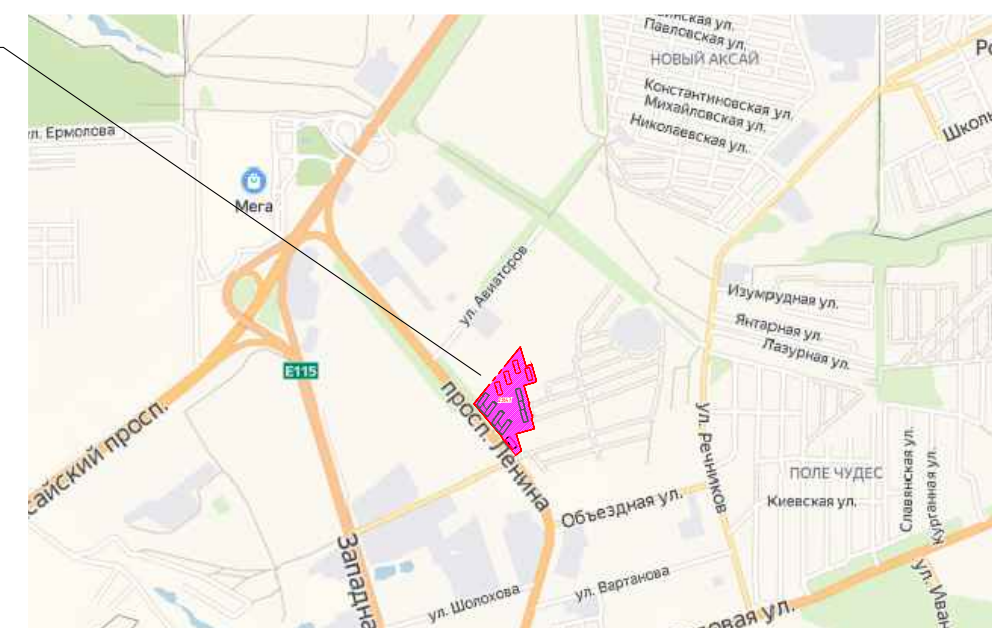 Павловская ул.
НОВЫЙ АКСАЙ
Константиновская ул.
Михайловская ул.
Николаевская ул.
Школь
ул. Ермолова
Мега
ул. Авиаторов
Изумрудная ул.
Янтарная ул.
Лазурная ул.
E115
просп. Ленина
сайский просп.
ул. Речников
ПОЛЕ ЧУДЕС
Киевская ул.
Славянская ул.
Курганная ул.
Объездная ул.
Западна
ул. Шолохова
ул. Вартанова
овая ул.
ул. Иван